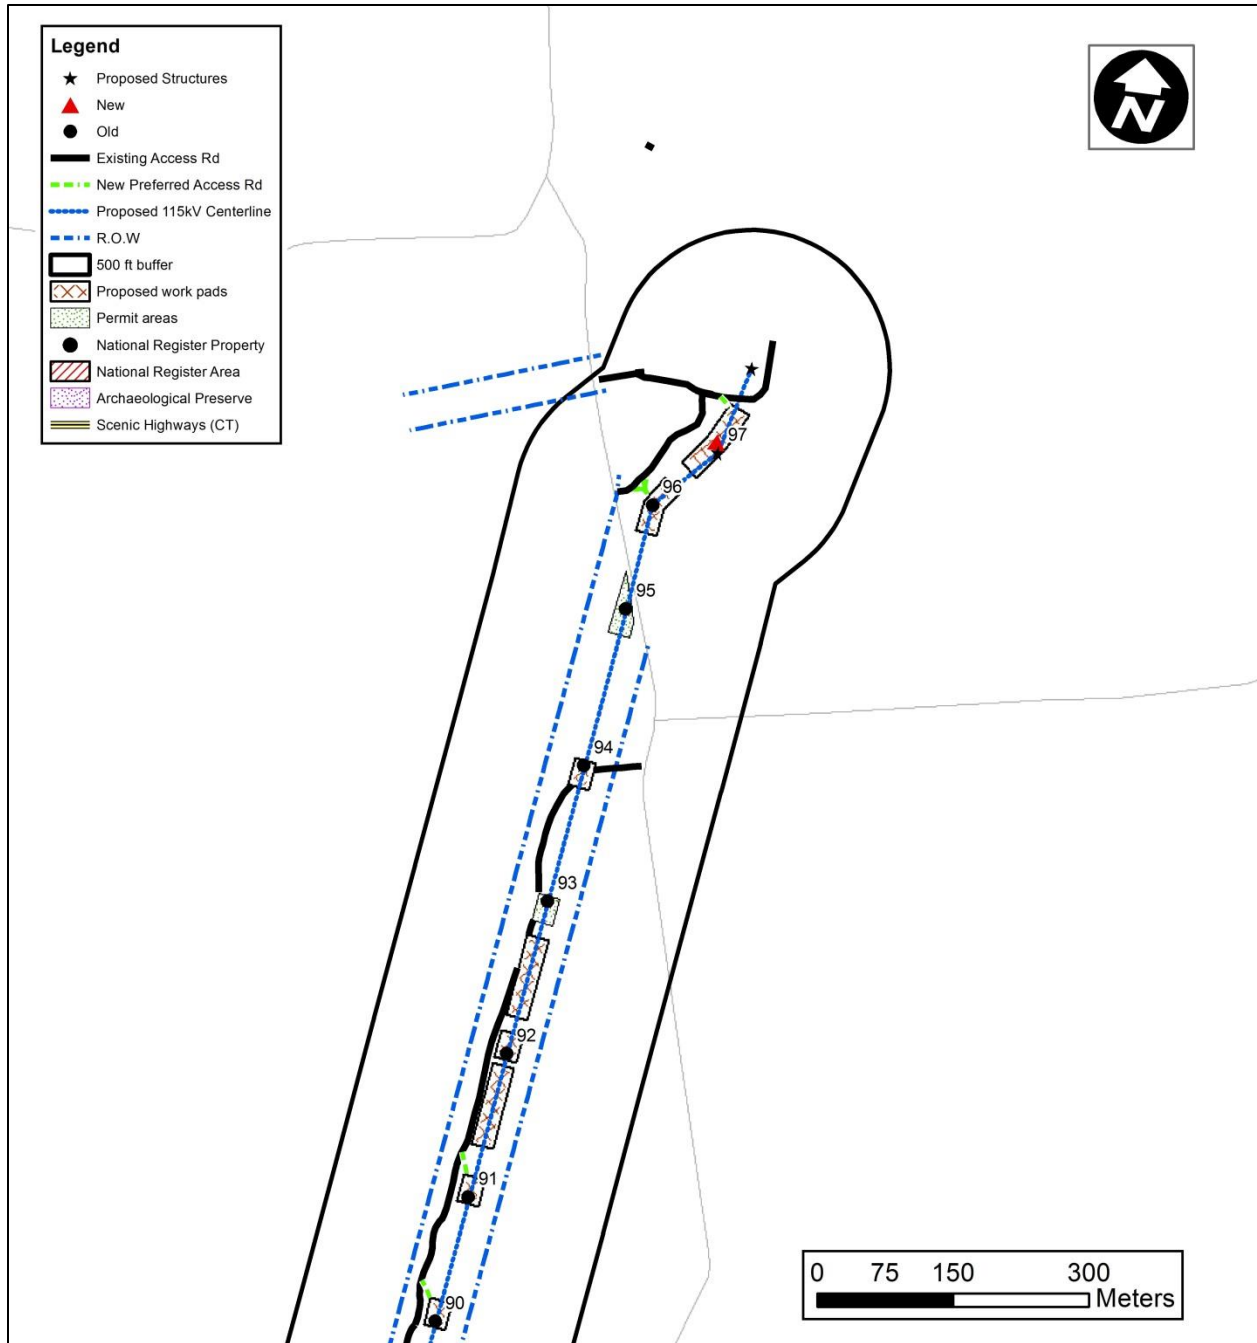 Legend
Proposed Structures
New
Old
Existing Access Rd
New Preferred Access Rd
Proposed 115kV Centerline
R.O.W
500 ft buffer
Proposed work pads
Permit areas
National Register Property
National Register Area
Archaeological Preserve
Scenic Highways (CT)
N
97
96
95
94
93
92
91
90
0 75 150 300
Meters